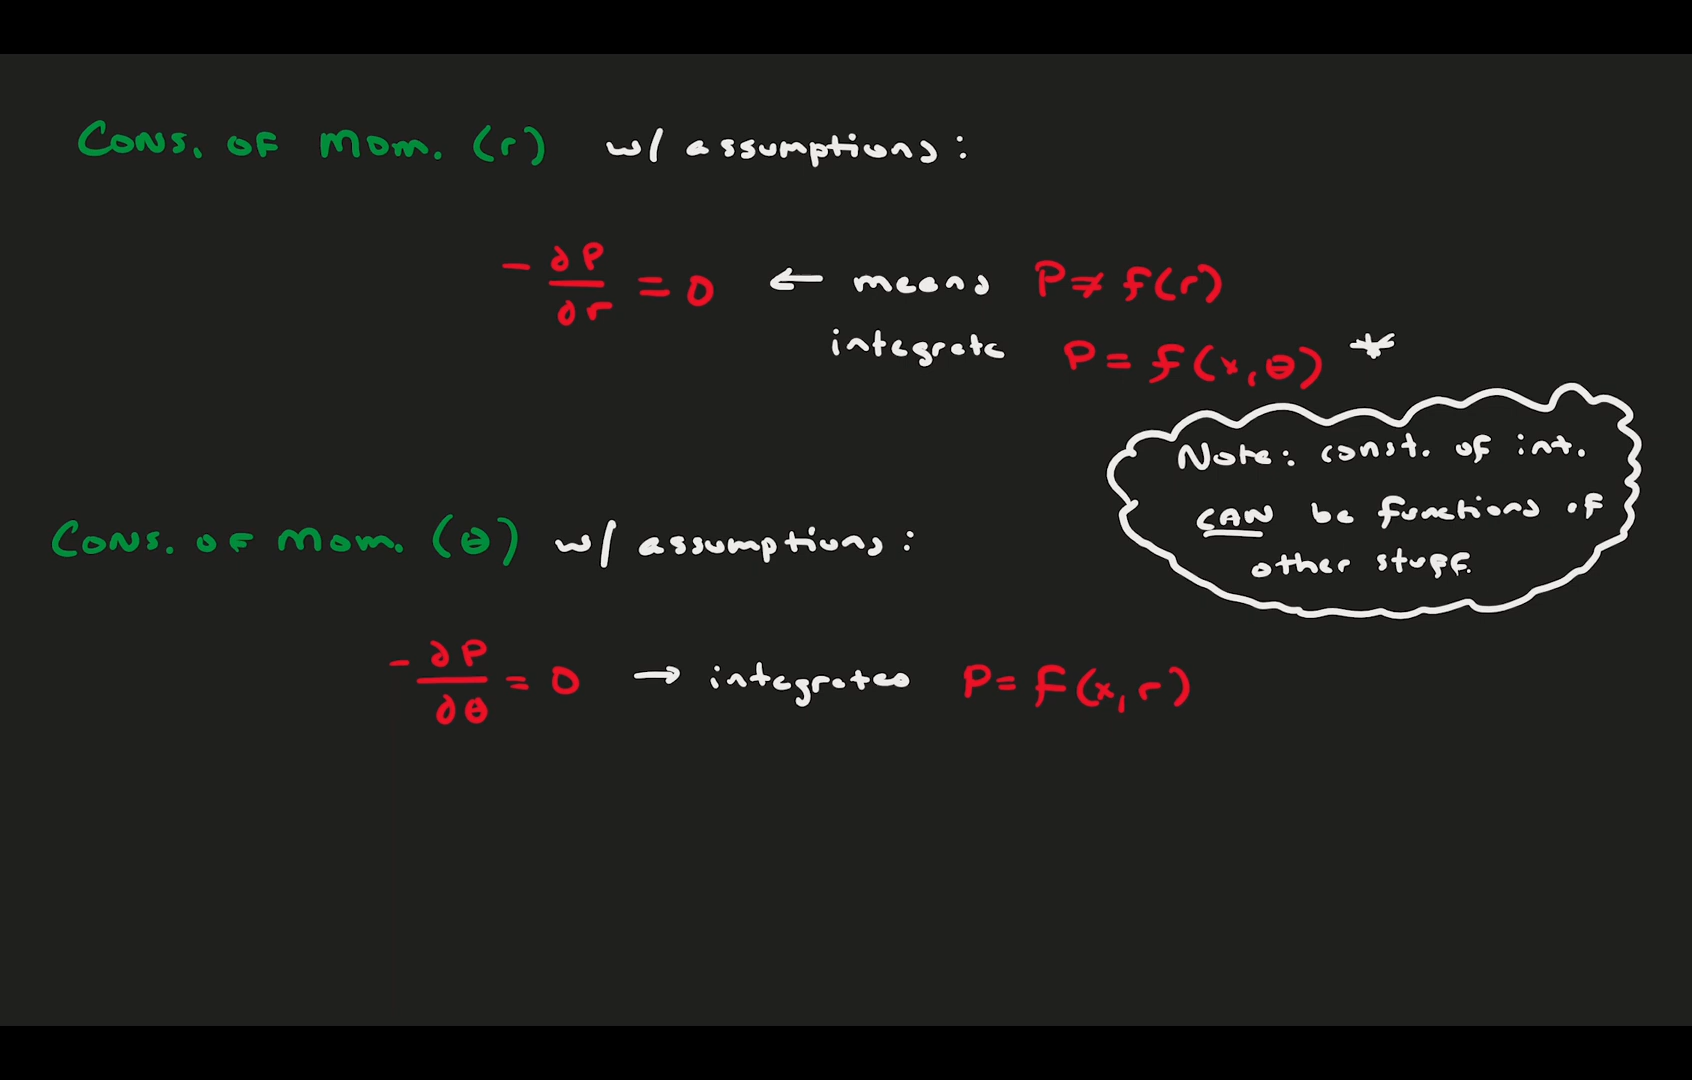 Cons. of Mom. (r) w/ assumptions:
- ∂P/∂r = 0 ← means P ≠ f(r)
integrate P = f(x, θ) *
Note: const. of int.
CAN be functions of
other stuff.
Cons. of Mom. (θ) w/ assumptions:
- ∂P/∂θ = 0 → integrates P = f(x, r)